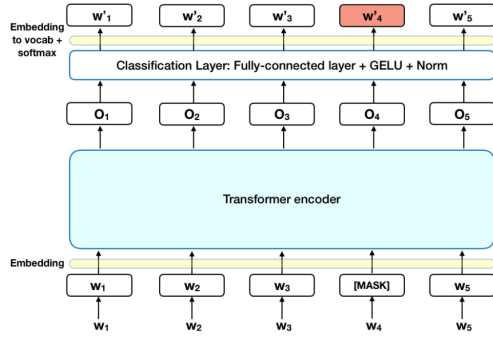 Embedding
to vocab +
softmax
w'₁ w'₂ w'₃ w'₄ w'₅
Classification Layer: Fully-connected layer + GELU + Norm
O₁ O₂ O₃ O₄ O₅
Transformer encoder
Embedding
w₁ w₂ w₃ [MASK] w₅
w₁ w₂ w₃ w₄ w₅